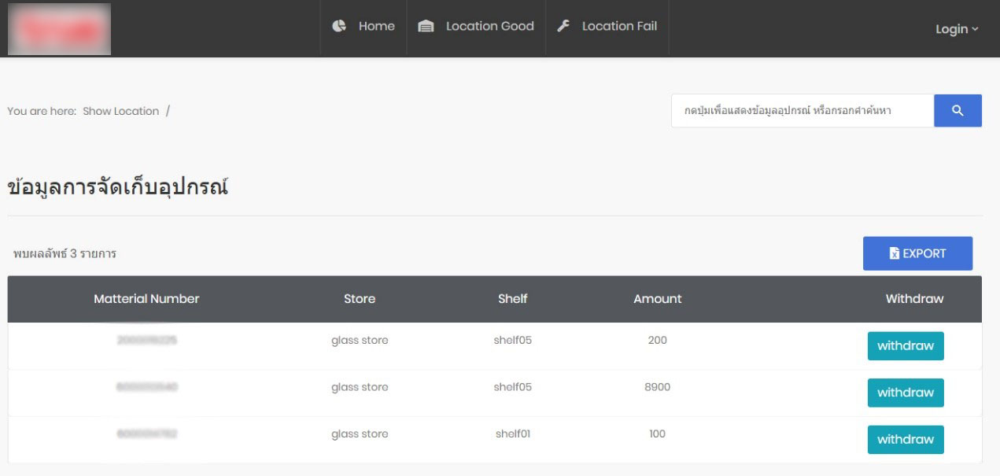 Home Location Good Location Fail Login
You are here: Show Location /
กดปุ่มเพื่อแสดงข้อมูลอุปกรณ์ หรือกรอกคำค้นหา
ข้อมูลการจัดเก็บอุปกรณ์
พบผลลัพธ์ 3 รายการ
EXPORT
Matterial Number Store Shelf Amount Withdraw
glass store shelf05 200 withdraw
glass store shelf05 8900 withdraw
glass store shelf01 100 withdraw